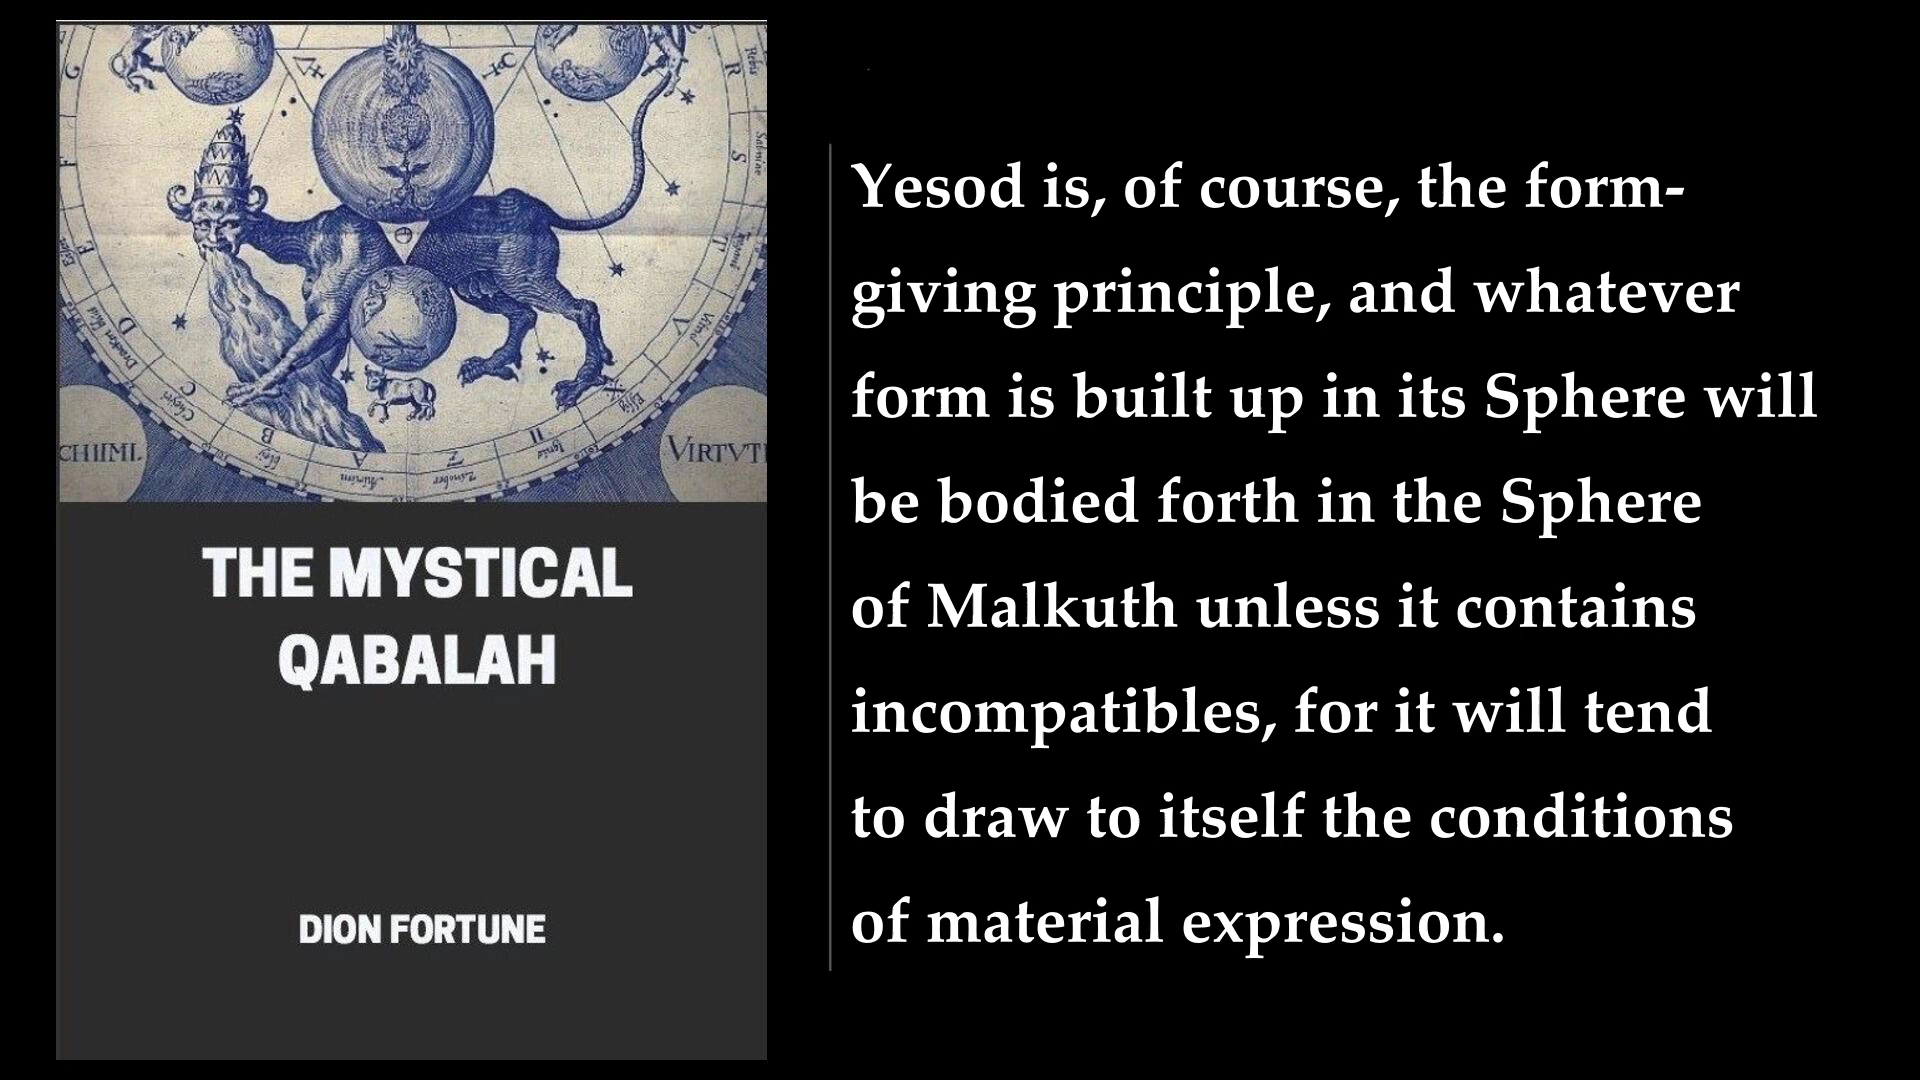 THE MYSTICAL
QABALAH
DION FORTUNE
CHIIMI.
VIRTVTI
Yesod is, of course, the form-
giving principle, and whatever
form is built up in its Sphere will
be bodied forth in the Sphere
of Malkuth unless it contains
incompatibles, for it will tend
to draw to itself the conditions
of material expression.